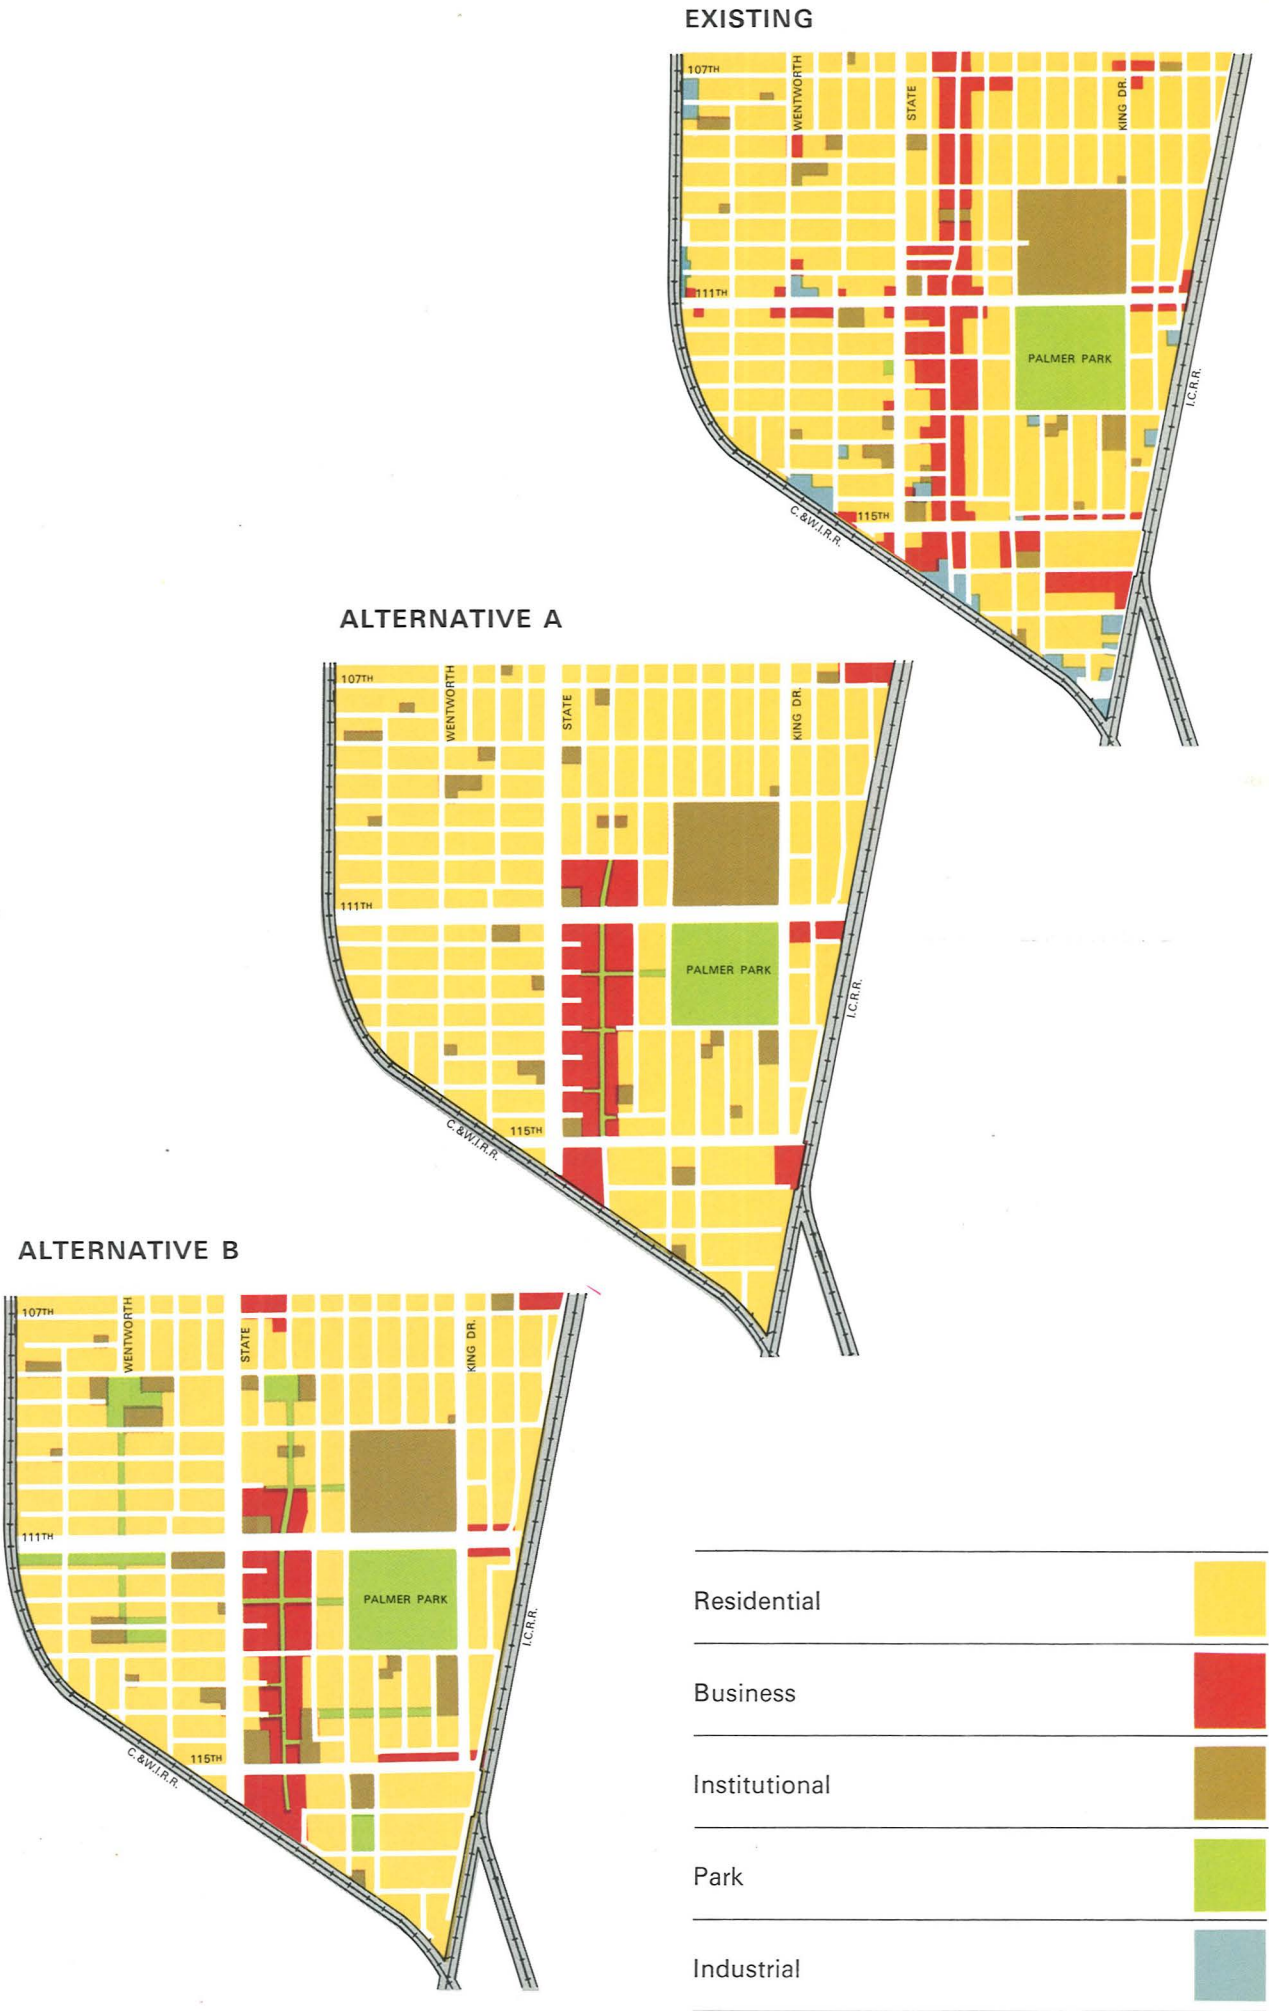 EXISTING
107TH
WENTWORTH
STATE
KING DR.
111TH
PALMER PARK
I.C.R.R.
115TH
C.&W.I.R.R.
ALTERNATIVE A
107TH
WENTWORTH
STATE
KING DR.
111TH
PALMER PARK
I.C.R.R.
115TH
C.&W.I.R.R.
ALTERNATIVE B
107TH
WENTWORTH
STATE
KING DR.
111TH
PALMER PARK
I.C.R.R.
115TH
C.&W.I.R.R.
Residential
Business
Institutional
Park
Industrial